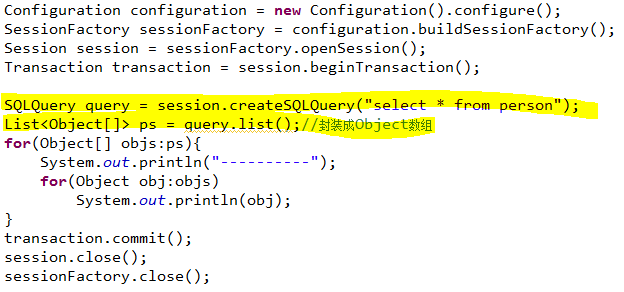 Configuration configuration = new Configuration().configure();
SessionFactory sessionFactory = configuration.buildSessionFactory();
Session session = sessionFactory.openSession();
Transaction transaction = session.beginTransaction();
SQLQuery query = session.createSQLQuery("select * from person");
List<Object[]> ps = query.list();//封装成Object数组
for(Object[] objs:ps){
System.out.println("----------");
for(Object obj:objs)
System.out.println(obj);
}
transaction.commit();
session.close();
sessionFactory.close();